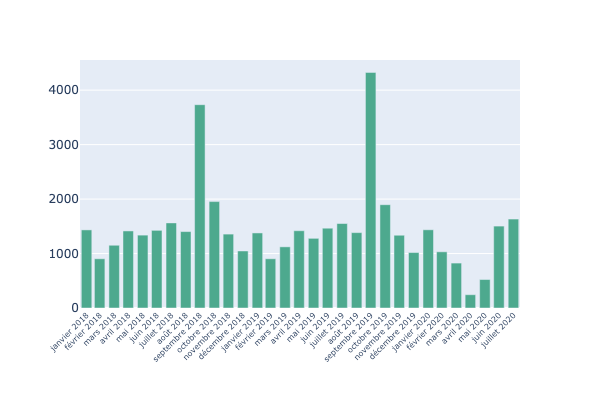 4000
3000
2000
1000
0
janvier 2018
février 2018
mars 2018
avril 2018
mai 2018
juin 2018
juillet 2018
août 2018
septembre 2018
octobre 2018
novembre 2018
décembre 2018
janvier 2019
février 2019
mars 2019
avril 2019
mai 2019
juin 2019
juillet 2019
août 2019
septembre 2019
octobre 2019
novembre 2019
décembre 2019
janvier 2020
février 2020
mars 2020
avril 2020
mai 2020
juin 2020
juillet 2020